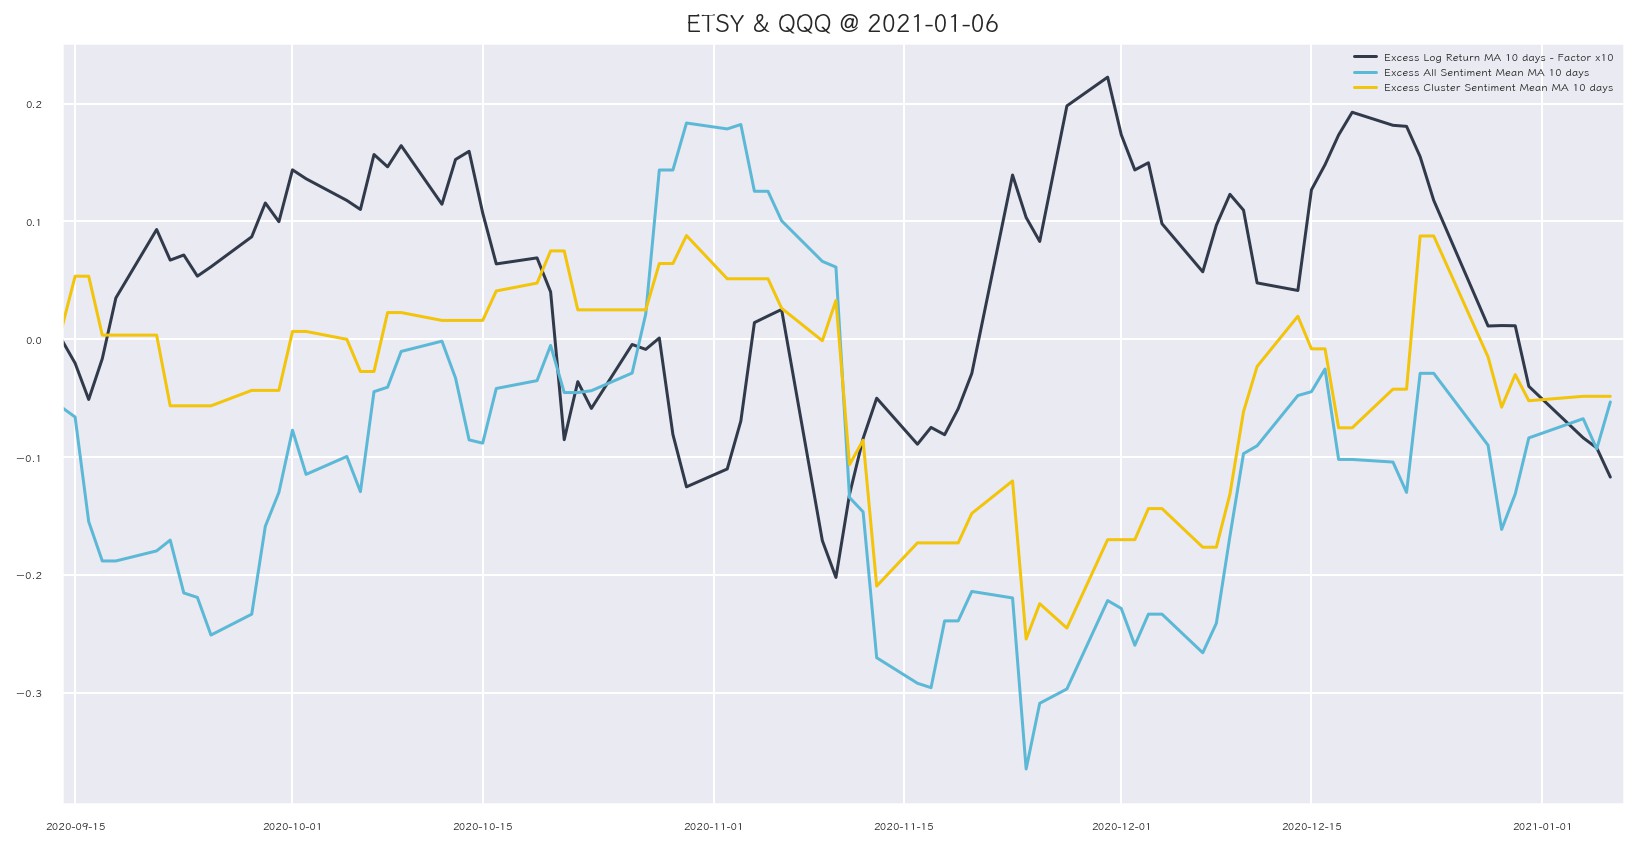 ETSY & QQQ @ 2021-01-06
Excess Log Return MA 10 days - Factor x10
Excess All Sentiment Mean MA 10 days
Excess Cluster Sentiment Mean MA 10 days
0.2
0.1
0.0
−0.1
−0.2
−0.3
2020-09-15 2020-10-01 2020-10-15 2020-11-01 2020-11-15 2020-12-01 2020-12-15 2021-01-01